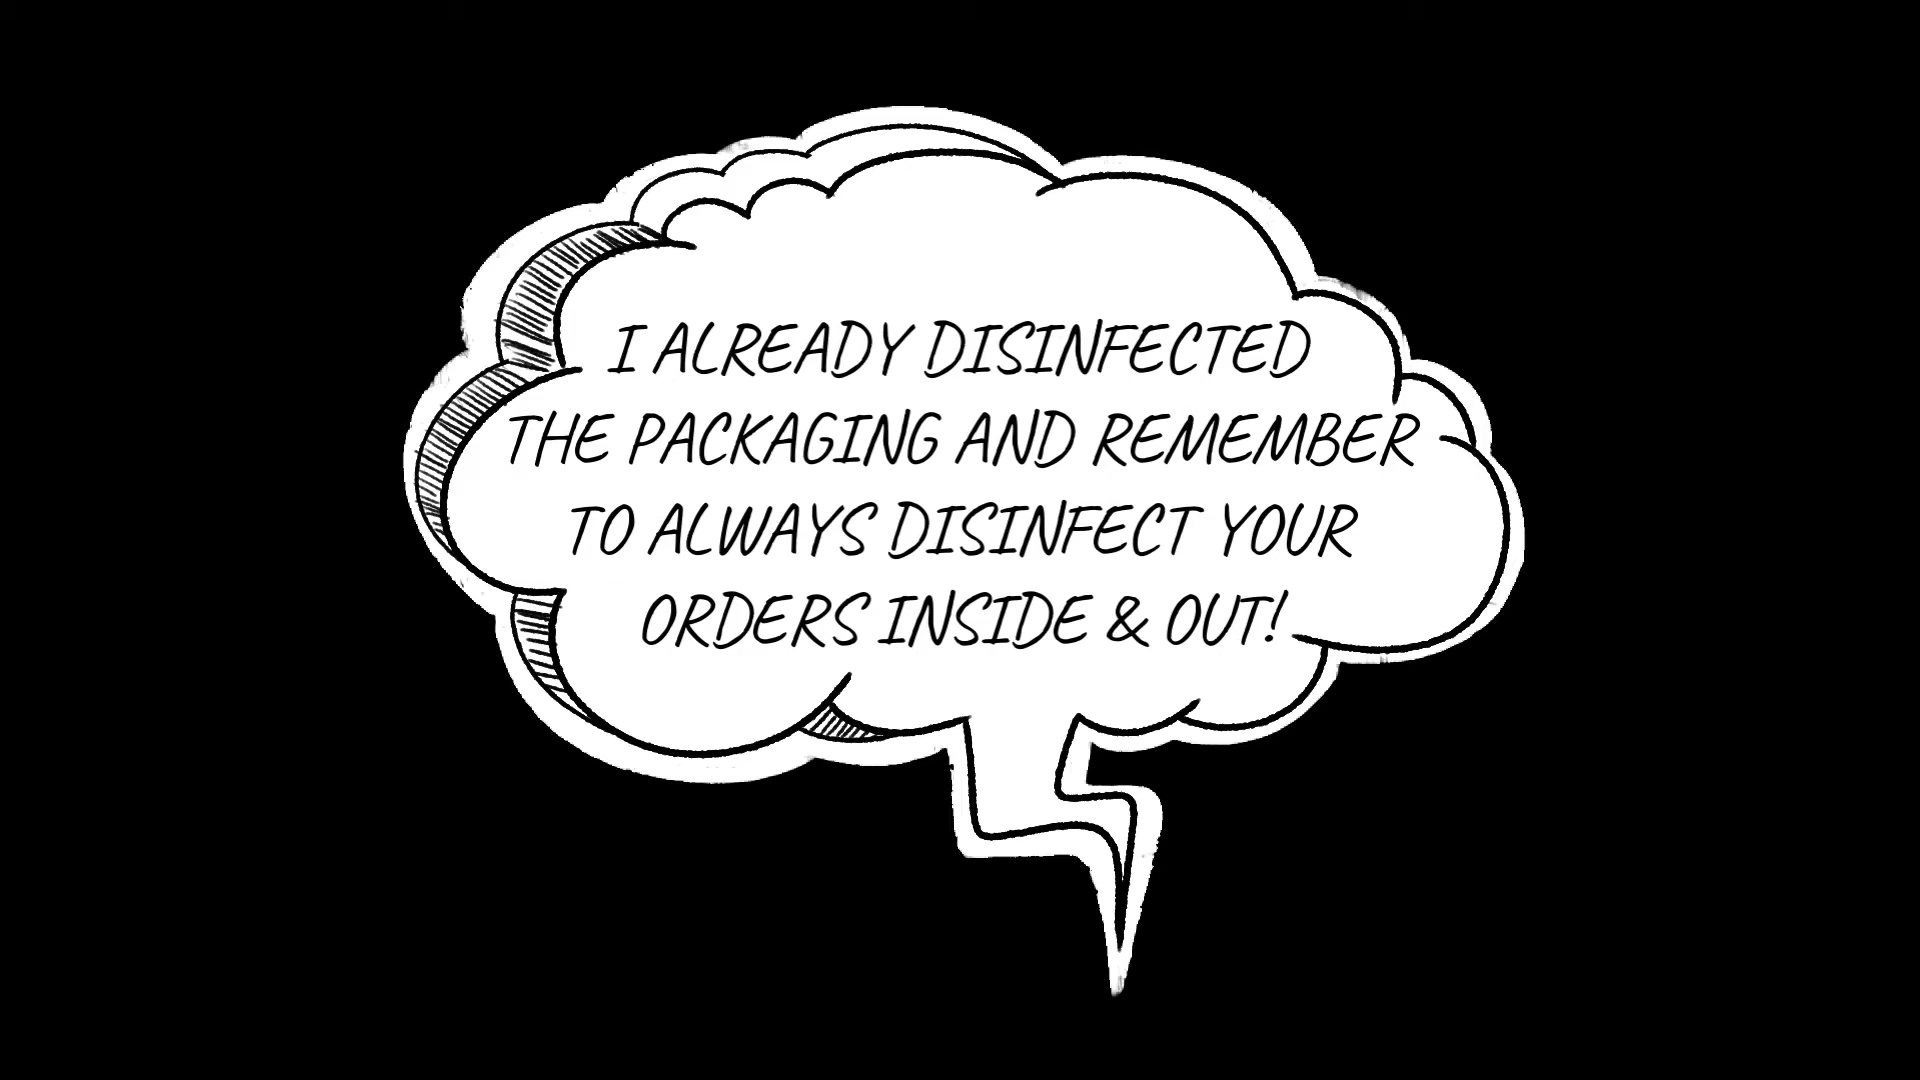 I ALREADY DISINFECTED
THE PACKAGING AND REMEMBER
TO ALWAYS DISINFECT YOUR
ORDERS INSIDE & OUT!